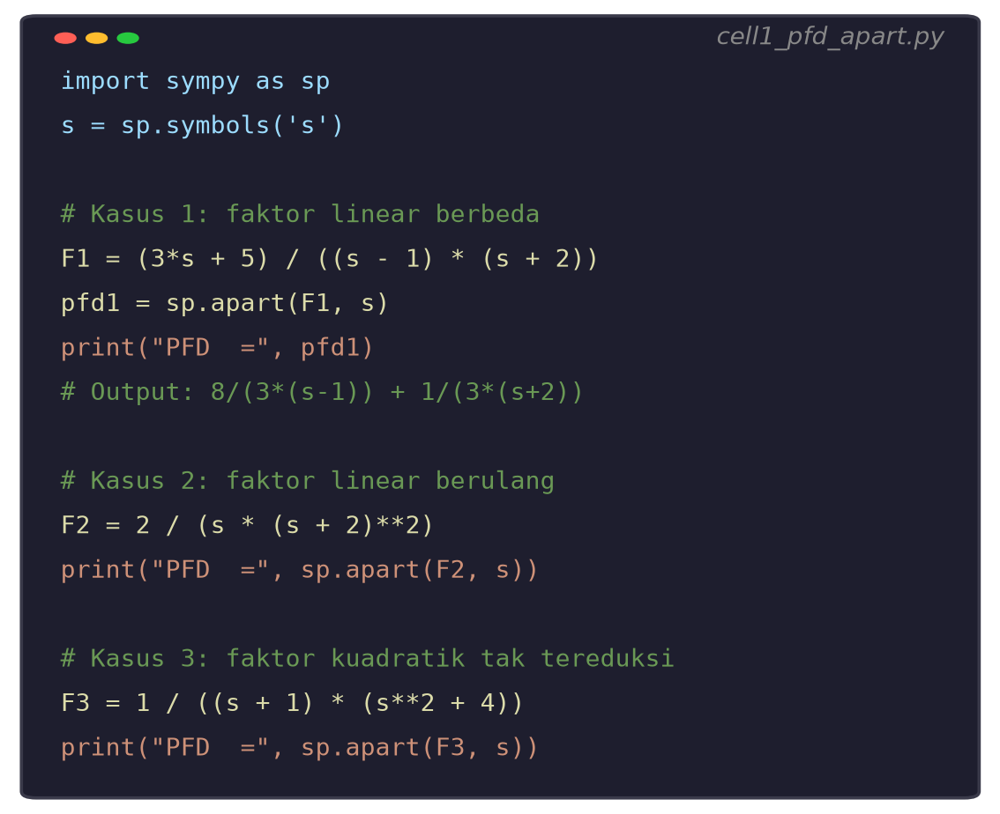 cell1_pfd_apart.py
import sympy as sp
s = sp.symbols('s')
# Kasus 1: faktor linear berbeda
F1 = (3*s + 5) / ((s - 1) * (s + 2))
pfd1 = sp.apart(F1, s)
print("PFD  =", pfd1)
# Output: 8/(3*(s-1)) + 1/(3*(s+2))
# Kasus 2: faktor linear berulang
F2 = 2 / (s * (s + 2)**2)
print("PFD  =", sp.apart(F2, s))
# Kasus 3: faktor kuadratik tak tereduksi
F3 = 1 / ((s + 1) * (s**2 + 4))
print("PFD  =", sp.apart(F3, s))